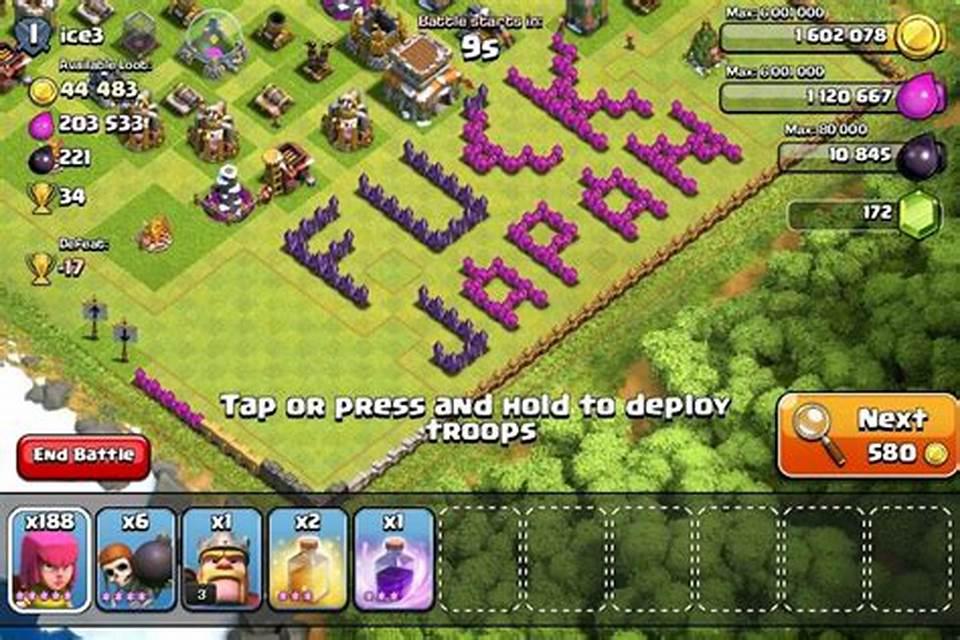 1 ice3
Battle starts in:
9s
Max: 6 001 000
1 602 078
Available Loot:
44 483
203 533
221
34
Max: 6 001 000
1 120 667
Max: 80 000
10 845
172
Defeat:
-17
FUCK
JAPAN
Tap or press and hold to deploy
troops
End Battle
Next
580
x188
x6
x1
x2
x1
3